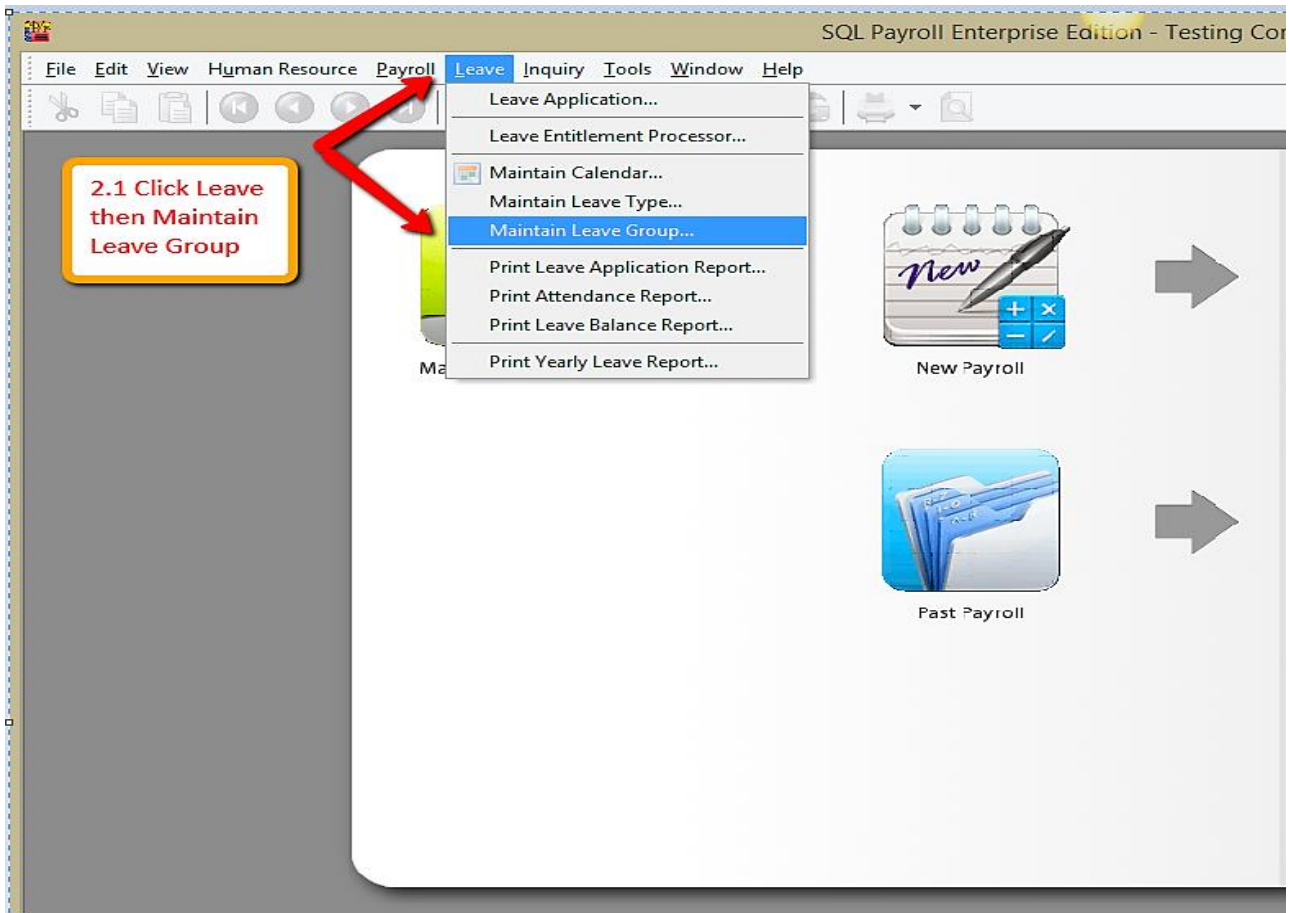 SQL Payroll Enterprise Edition - Testing Cor
File Edit View Human Resource Payroll Leave Inquiry Tools Window Help
Leave Application...
Leave Entitlement Processor...
Maintain Calendar...
Maintain Leave Type...
Maintain Leave Group...
Print Leave Application Report...
Print Attendance Report...
Print Leave Balance Report...
Print Yearly Leave Report...
2.1 Click Leave
then Maintain
Leave Group
Ma
New
New Payroll
Past Payroll